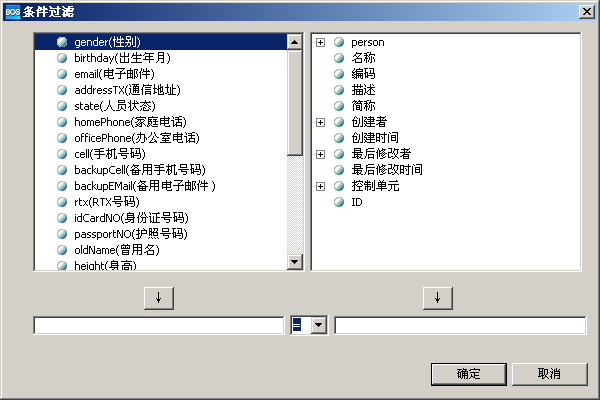 BOS 条件过滤
gender(性别)
birthday(出生年月)
email(电子邮件)
addressTX(通信地址)
state(人员状态)
homePhone(家庭电话)
officePhone(办公室电话)
cell(手机号码)
backupCell(备用手机号码)
backupEMail(备用电子邮件 )
rtx(RTX号码)
idCardNO(身份证号码)
passportNO(护照号码)
oldName(曾用名)
height(身高)
person
名称
编码
描述
简称
创建者
创建时间
最后修改者
最后修改时间
控制单元
ID
↓ ↓
=
确定 取消